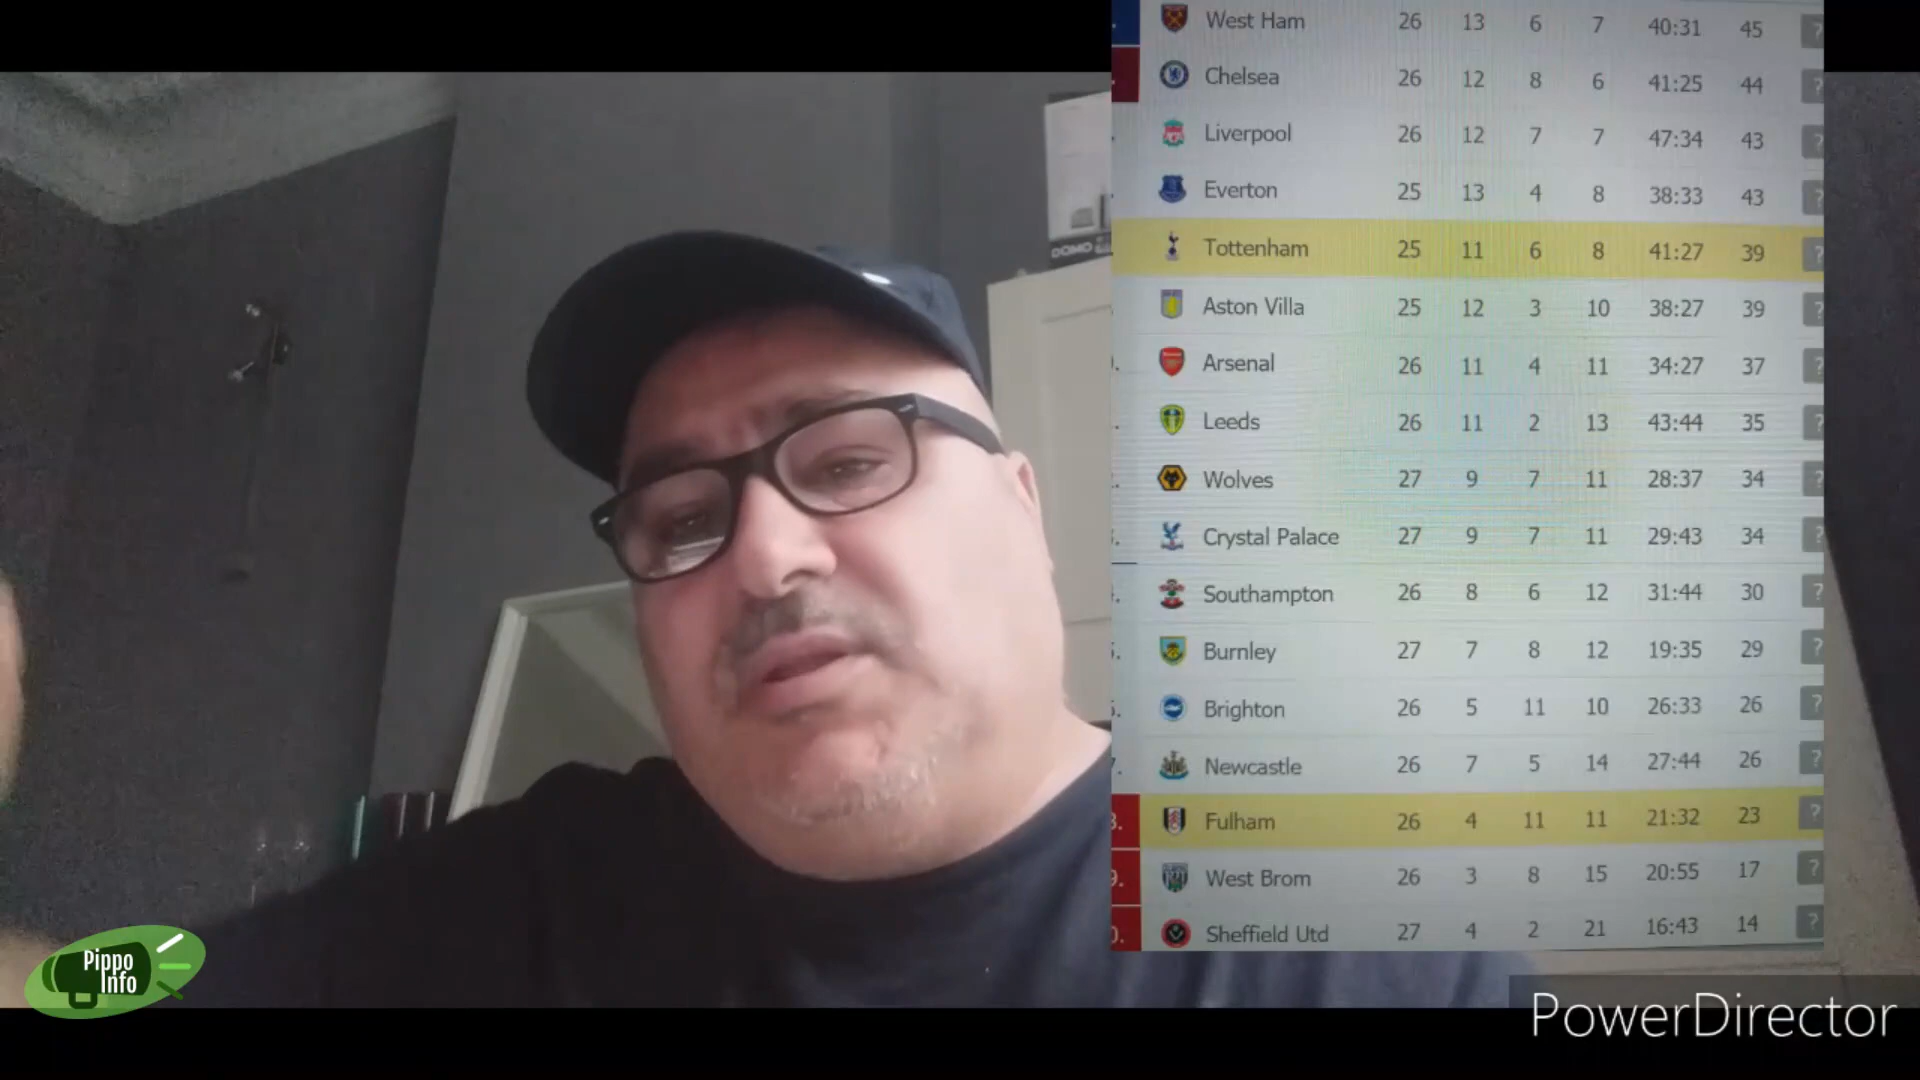 West Ham 26 13 6 7 40:31 45 ?
Chelsea 26 12 8 6 41:25 44 ?
Liverpool 26 12 7 7 47:34 43 ?
Everton 25 13 4 8 38:33 43 ?
Tottenham 25 11 6 8 41:27 39 ?
Aston Villa 25 12 3 10 38:27 39 ?
Arsenal 26 11 4 11 34:27 37 ?
Leeds 26 11 2 13 43:44 35 ?
Wolves 27 9 7 11 28:37 34 ?
Crystal Palace 27 9 7 11 29:43 34 ?
Southampton 26 8 6 12 31:44 30 ?
Burnley 27 7 8 12 19:35 29 ?
Brighton 26 5 11 10 26:33 26 ?
Newcastle 26 7 5 14 27:44 26 ?
Fulham 26 4 11 11 21:32 23 ?
West Brom 26 3 8 15 20:55 17 ?
Sheffield Utd 27 4 2 21 16:43 14 ?
DOMO
Pippo
Info
PowerDirector